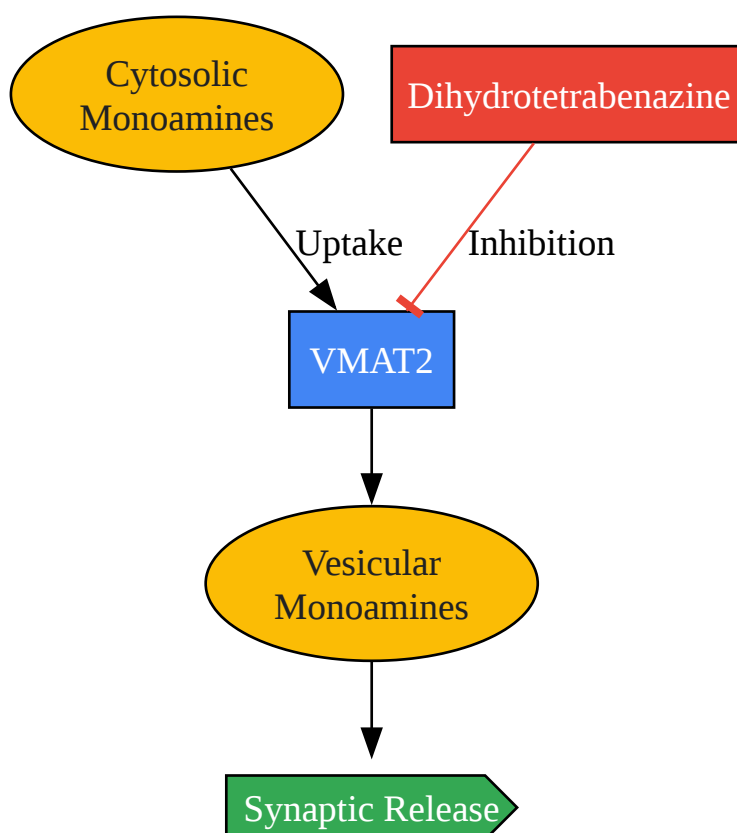 Cytosolic
Monoamines
Dihydrotetrabenazine
Uptake
Inhibition
VMAT2
Vesicular
Monoamines
Synaptic Release